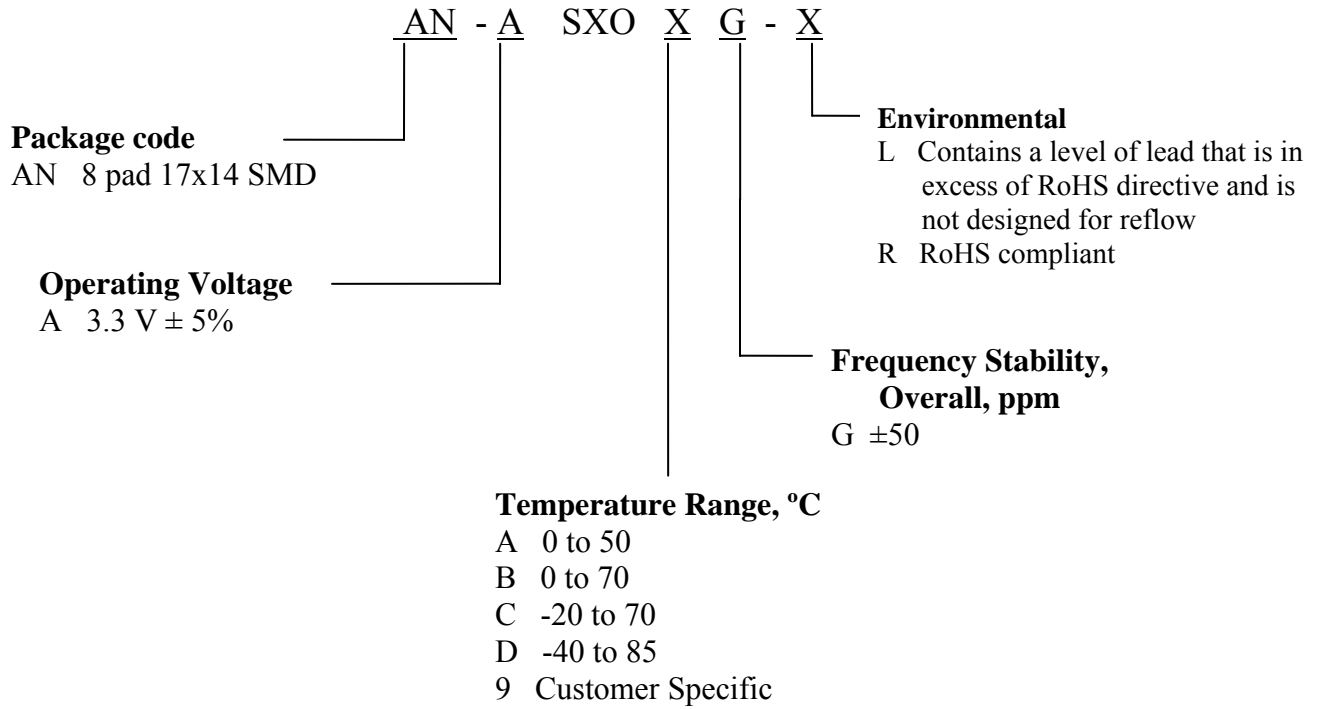 AN - A SXO X G - X
Package code
AN 8 pad 17x14 SMD
Operating Voltage
A 3.3 V ± 5%
Environmental
L Contains a level of lead that is in
excess of RoHS directive and is
not designed for reflow
R RoHS compliant
Frequency Stability,
Overall, ppm
G ±50
Temperature Range, ºC
A 0 to 50
B 0 to 70
C -20 to 70
D -40 to 85
9 Customer Specific